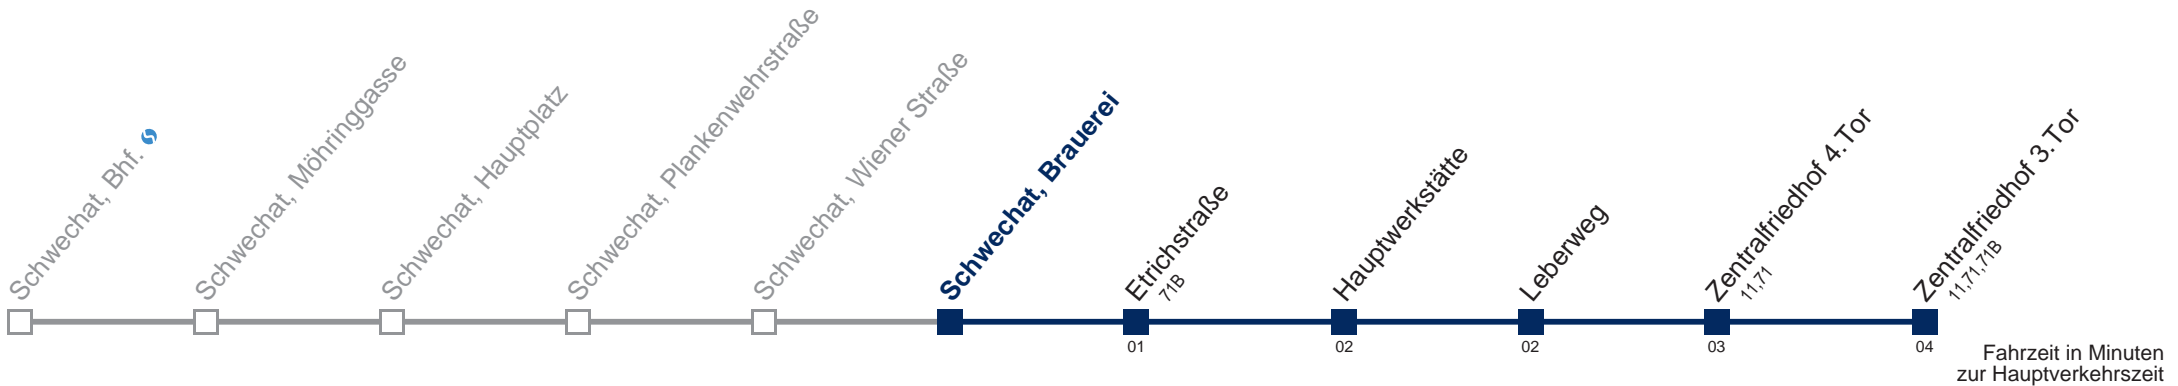 Schwechat, Bhf.
Schwechat, Möhringgasse
Schwechat, Hauptplatz
Schwechat, Plankenwehrstraße
Schwechat, Wiener Straße
Schwechat, Brauerei
Etrichstraße
71B
Hauptwerkstätte
Leberweg
Zentralfriedhof 4.Tor
11,71
Zentralfriedhof 3.Tor
11,71,71B
01
02
02
03
04
Fahrzeit in Minuten
zur Hauptverkehrszeit